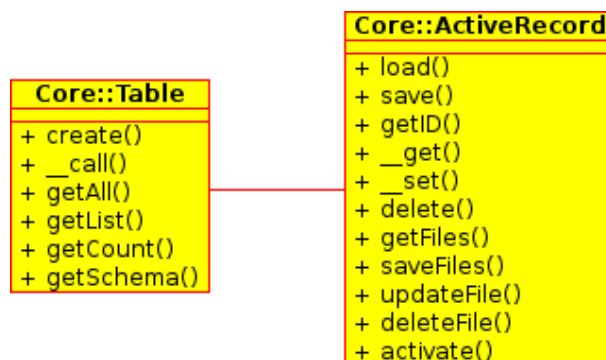 Core::Table
+ create()
+ __call()
+ getAll()
+ getList()
+ getCount()
+ getSchema()
Core::ActiveRecord
+ load()
+ save()
+ getID()
+ __get()
+ __set()
+ delete()
+ getFiles()
+ saveFiles()
+ updateFile()
+ deleteFile()
+ activate()